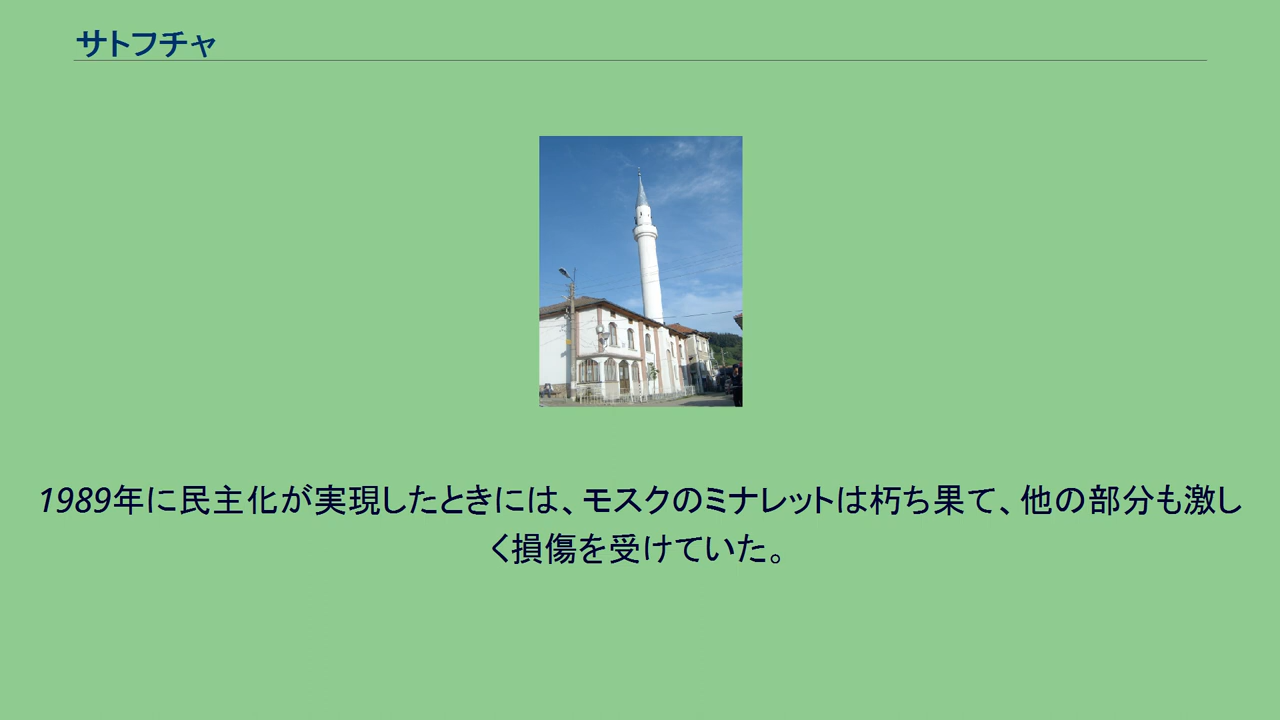 サトフチャ
1989年に民主化が実現したときには、モスクのミナレットは朽ち果て、他の部分も激し
く損傷を受けていた。